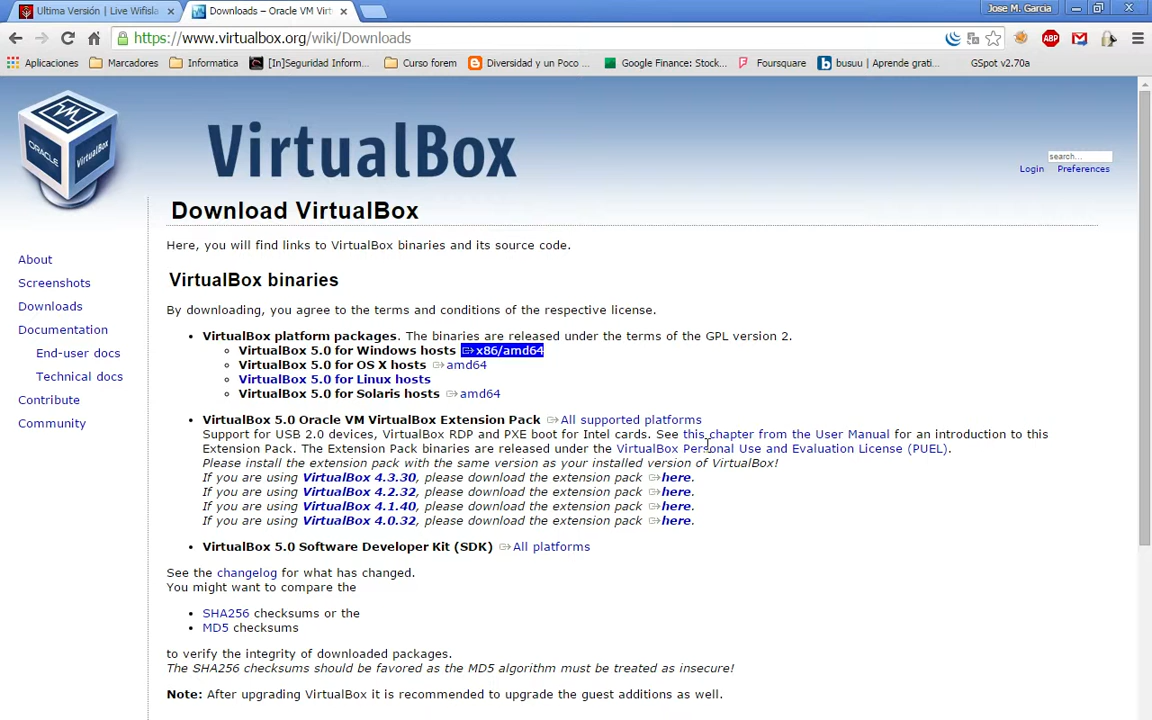 Ultima Versión | Live Wifisla
Downloads – Oracle VM Virt
Jose M. Garcia
https://www.virtualbox.org/wiki/Downloads
ABP
Aplicaciones
Marcadores
Informatica
[In]Seguridad Inform...
Curso forem
Diversidad y un Poco ...
Google Finance: Stock...
Foursquare
busuu | Aprende grati...
GSpot v2.70a
ORACLE
VirtualBox
VirtualBox
search...
Login
Preferences
Download VirtualBox
Here, you will find links to VirtualBox binaries and its source code.
About
Screenshots
Downloads
Documentation
End-user docs
Technical docs
Contribute
Community
VirtualBox binaries
By downloading, you agree to the terms and conditions of the respective license.
• VirtualBox platform packages. The binaries are released under the terms of the GPL version 2.
VirtualBox 5.0 for Windows hosts x86/amd64
VirtualBox 5.0 for OS X hosts amd64
VirtualBox 5.0 for Linux hosts
VirtualBox 5.0 for Solaris hosts amd64
• VirtualBox 5.0 Oracle VM VirtualBox Extension Pack All supported platforms
Support for USB 2.0 devices, VirtualBox RDP and PXE boot for Intel cards. See this chapter from the User Manual for an introduction to this
Extension Pack. The Extension Pack binaries are released under the VirtualBox Personal Use and Evaluation License (PUEL).
Please install the extension pack with the same version as your installed version of VirtualBox!
If you are using VirtualBox 4.3.30, please download the extension pack here.
If you are using VirtualBox 4.2.32, please download the extension pack here.
If you are using VirtualBox 4.1.40, please download the extension pack here.
If you are using VirtualBox 4.0.32, please download the extension pack here.
• VirtualBox 5.0 Software Developer Kit (SDK) All platforms
See the changelog for what has changed.
You might want to compare the
• SHA256 checksums or the
• MD5 checksums
to verify the integrity of downloaded packages.
The SHA256 checksums should be favored as the MD5 algorithm must be treated as insecure!
Note: After upgrading VirtualBox it is recommended to upgrade the guest additions as well.